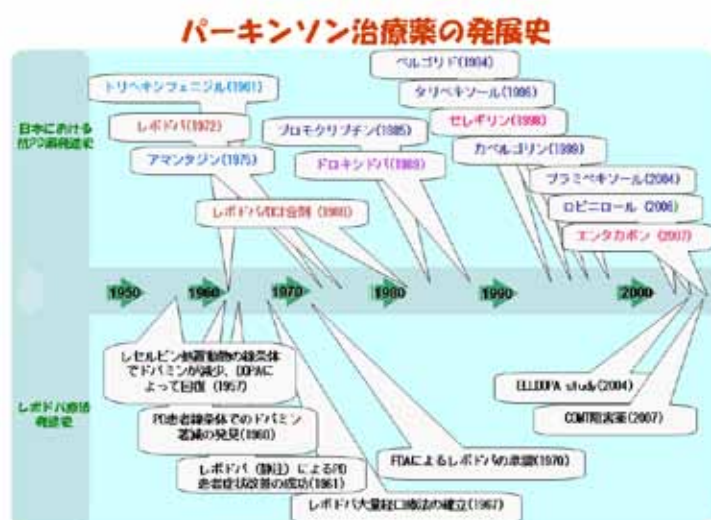 パーキンソン治療薬の発展史
ペルゴリド(1994)
トリヘキシフェニジル(1961)
タリペキソール(1996)
日本における
レボドパ(1972)
ブロモクリプチン(1985)
セレギリン(1998)
アマンタジン(1975)
ドロキシドパ(1989)
カベルゴリン(1999)
プラミペキソール(2004)
レボドパ/DCI合剤 (1980)
ロピニロール (2006)
エンタカポン (2007)
1950
1960
1970
1980
1990
2000
レセルピン処置動物の線条体
でドパミンが減少、DOPAに
よって回復 (1957)
レボドパ療法
発達史
ELLDOPA study(2004)
PD患者線条体でのドパミン
著減の発見(1960)
COMT阻害薬(2007)
レボドパ (静注) によるPD
患者症状改善の成功(1961)
FDAによるレボドパの承認(1970)
レボドパ大量経口療法の確立(1967)